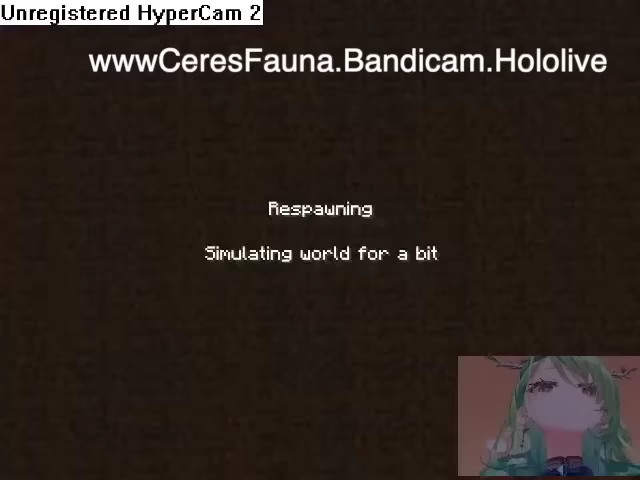 Unregistered HyperCam 2
wwwCeresFauna.Bandicam.Hololive
Respawning
Simulating world for a bit